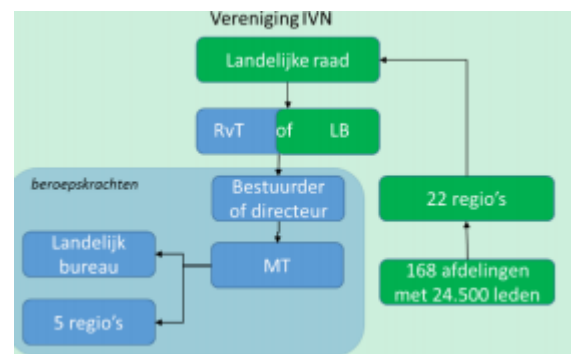 Vereniging IVN
Landelijke raad
RvT of LB
beroepskrachten
Bestuurder
of directeur
22 regio's
Landelijk
bureau
MT
168 afdelingen
met 24.500 leden
5 regio's